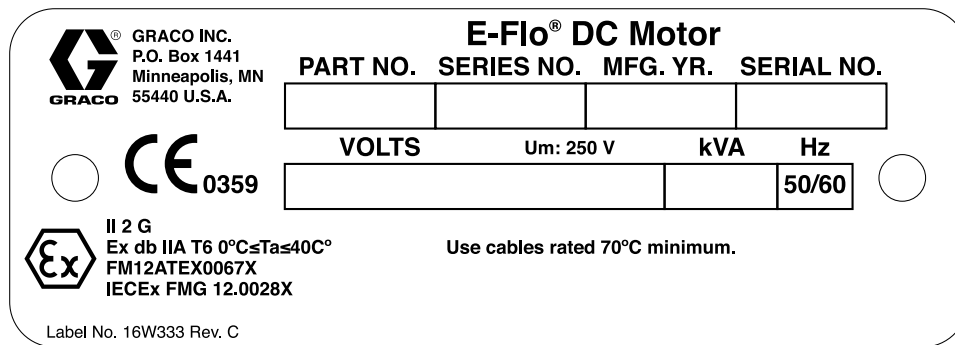 GRACO INC.
P.O. Box 1441
Minneapolis, MN
55440 U.S.A.
GRACO
®
E-Flo® DC Motor
PART NO. SERIES NO. MFG. YR. SERIAL NO.
VOLTS Um: 250 V kVA Hz
50/60
CE 0359
II 2 G
Ex db IIA T6 0°C≤Ta≤40C°
FM12ATEX0067X
IECEx FMG 12.0028X
Ex
Use cables rated 70°C minimum.
Label No. 16W333 Rev. C